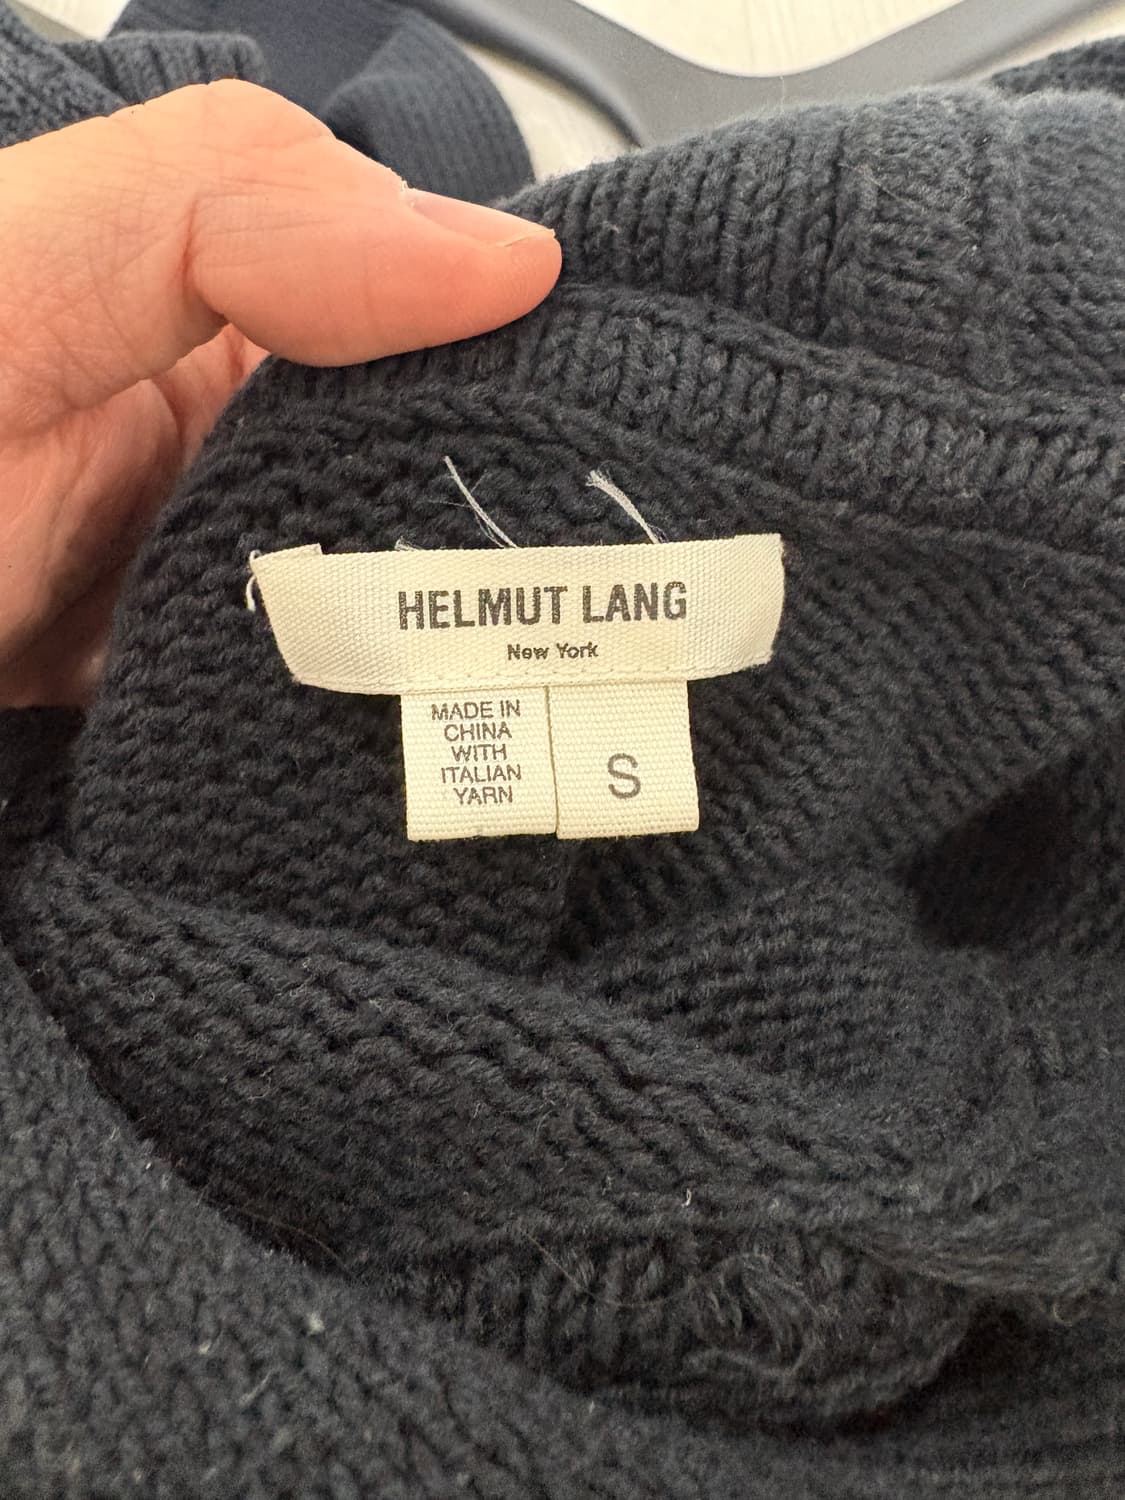 HELMUT LANG
New York
MADE IN
CHINA
WITH
ITALIAN
YARN
S